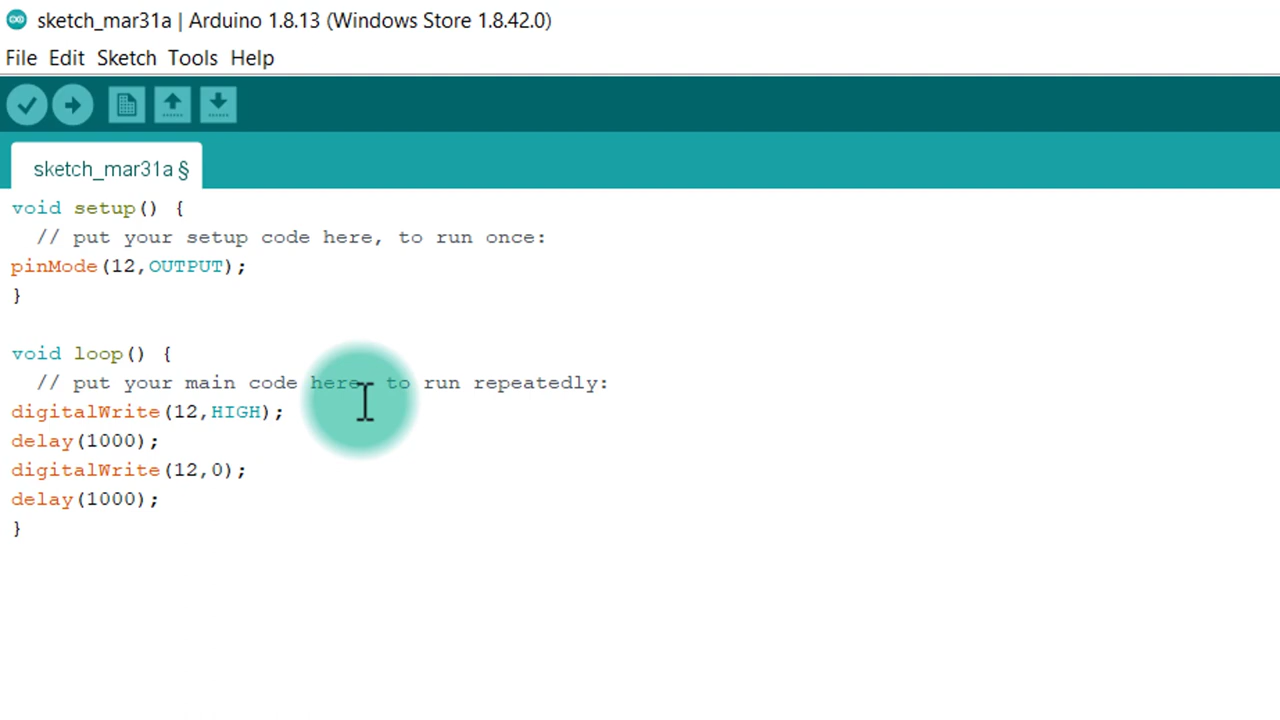 sketch_mar31a | Arduino 1.8.13 (Windows Store 1.8.42.0)
File Edit Sketch Tools Help
sketch_mar31a §
void setup() {
  // put your setup code here, to run once:
pinMode(12,OUTPUT);
}
void loop() {
  // put your main code here, to run repeatedly:
digitalWrite(12,HIGH);
delay(1000);
digitalWrite(12,0);
delay(1000);
}